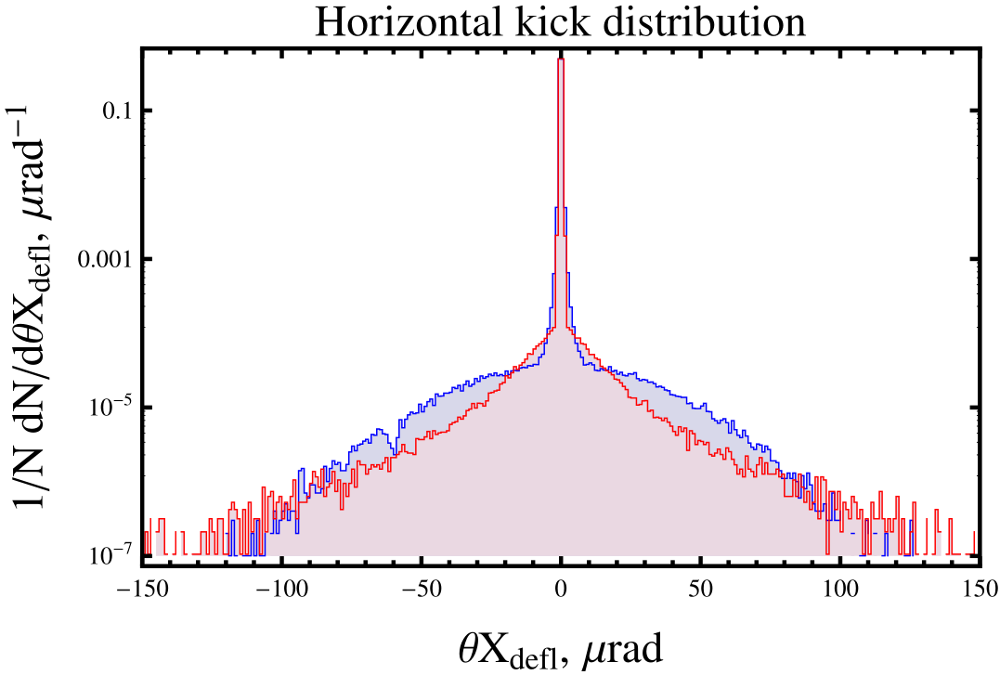 Horizontal kick distribution
1/N dN/dθX_defl, μrad⁻¹
0.1
0.001
10⁻⁵
10⁻⁷
−150 −100 −50 0 50 100 150
θX_defl, μrad